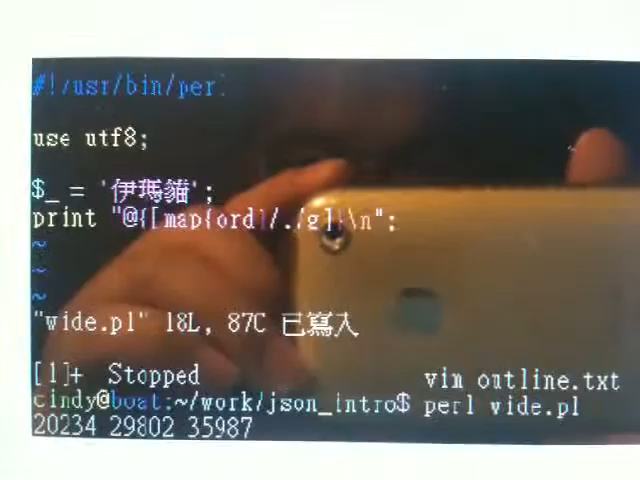 #!/usr/bin/perl
use utf8;
$_ = '伊瑪貓';
print "@{[map{ord}/./g]}\n";
~
~
~
"wide.pl" 18L, 87C 已寫入
[1]+ Stopped vim outline.txt
cindy@boat:~/work/json_intro$ perl wide.pl
20234 29802 35987